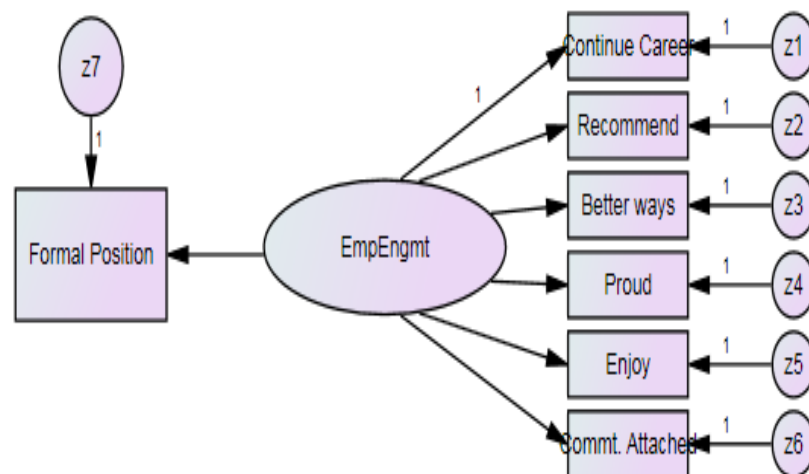 z7
1
Formal Position
EmpEngmt
1
Continue Career
1
z1
Recommend
1
z2
Better ways
1
z3
Proud
1
z4
Enjoy
1
z5
Commt. Attached
1
z6